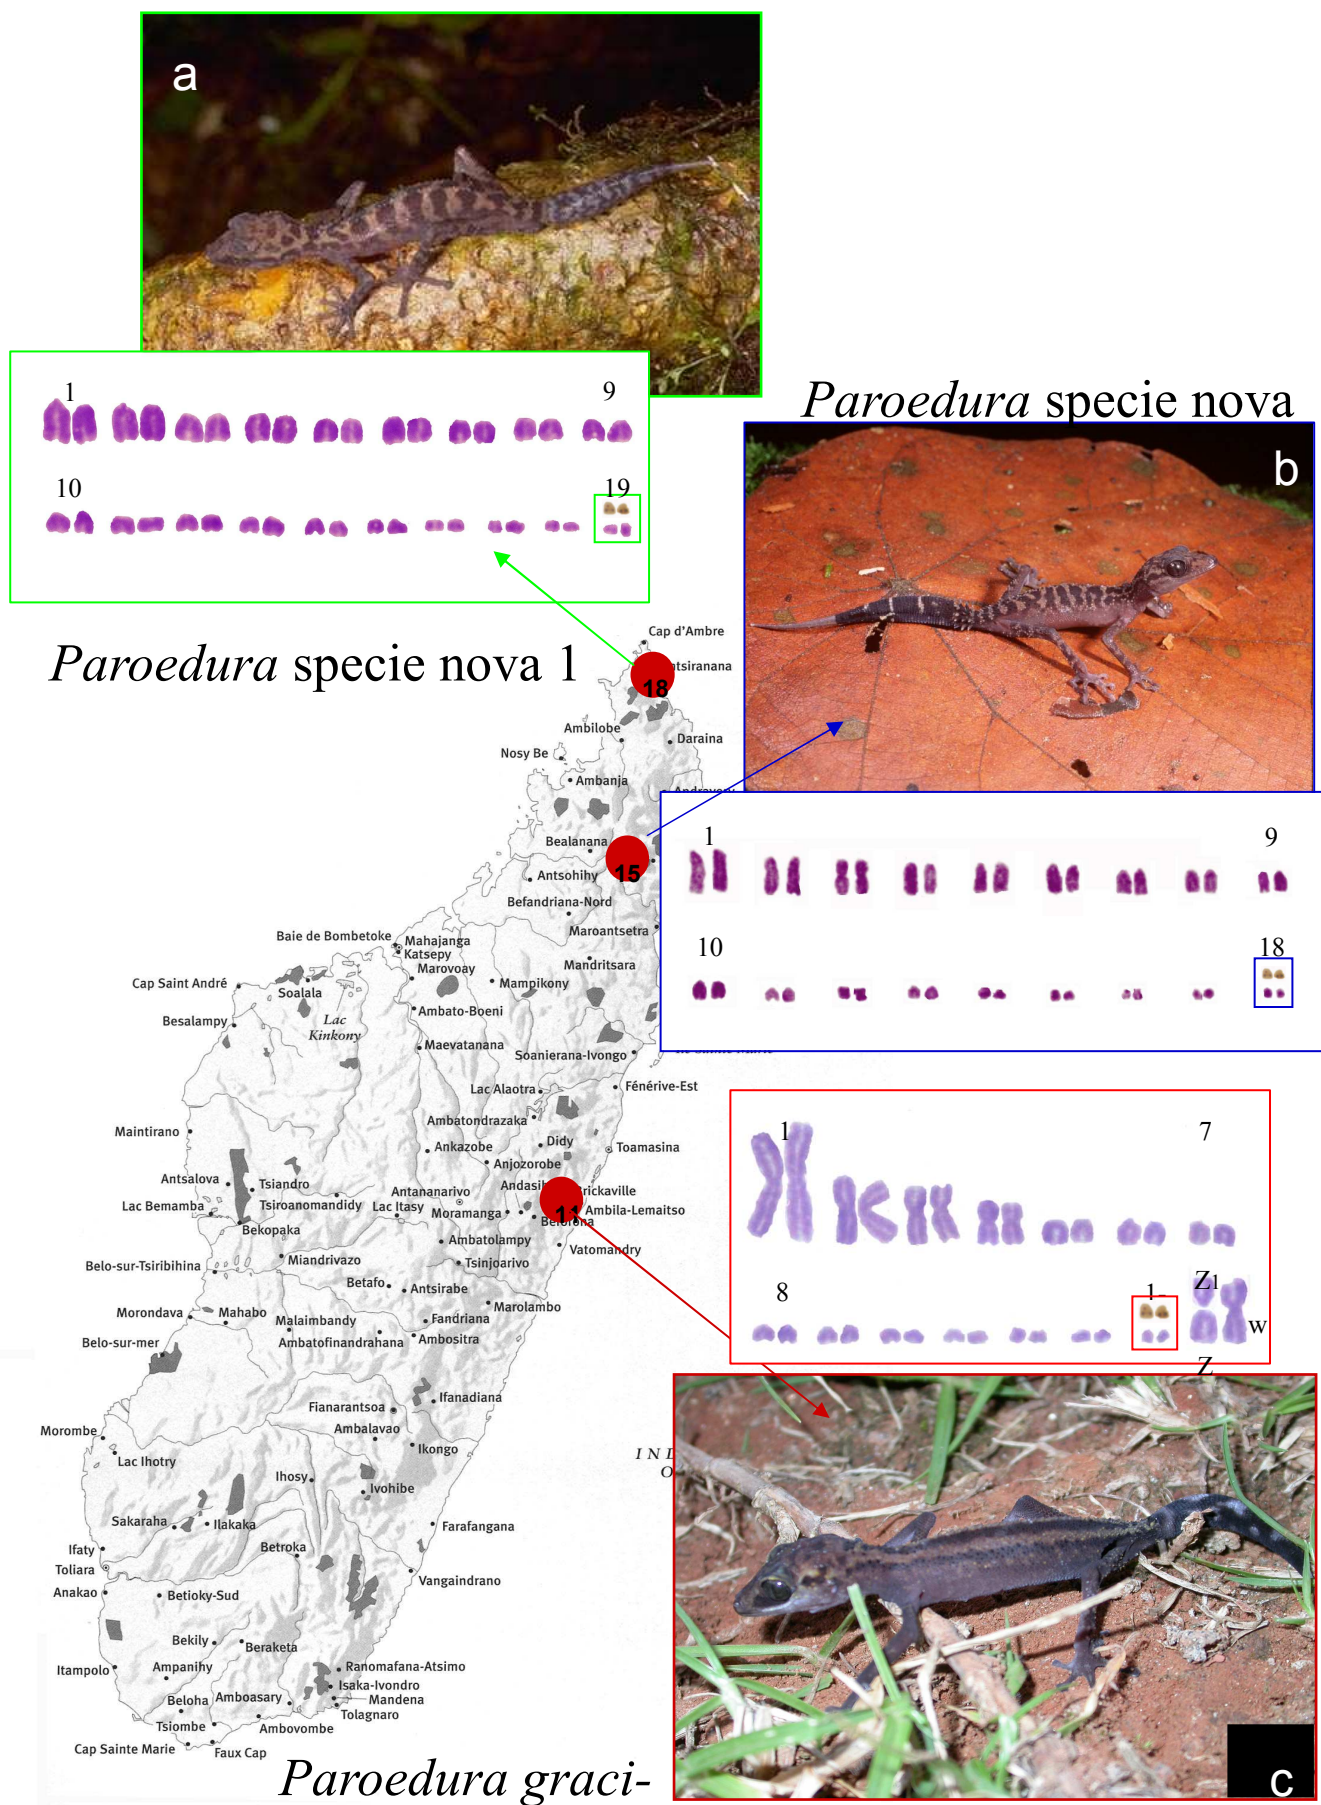 a
1
9
10
19
Paroedura specie nova 1
Paroedura specie nova
b
1
9
10
18
1
7
8
Z1
w
Z
c
Paroedura graci-
18
15
Cap d'Ambre
Ambilobe
Daraina
Nosy Be
Ambanja
Bealanana
Antsohihy
Befandriana-Nord
Maroantsetra
Baie de Bombetoke
Mahajanga
Katsepy
Mandritsara
Marovoay
Mampikony
Cap Saint André
Soalala
Lac
Kinkony
Ambato-Boeni
Besalampy
Maevatanana
Soanierana-Ivongo
Lac Alaotra
Fénérive-Est
Ambatondrazaka
Maintirano
Didy
Toamasina
Ankazobe
Anjozorobe
Antsalova
Tsiandro
Antananarivo
Tsiroanomandidy
Lac Itasy
Moramanga
Ambila-Lemaitso
Lac Bemamba
Bekopaka
Ambatolampy
Vatomandry
Miandrivazo
Tsinjoarivo
Belo-sur-Tsiribihina
Betafo
Antsirabe
Marolambo
Morondava
Mahabo
Malaimbandy
Fandriana
Ambatofinandrahana
Ambositra
Belo-sur-mer
Ifanadiana
Fianarantsoa
Morombe
Ambalavao
Ikongo
Lac Ihotry
Ihosy
Ivohibe
Sakaraha
Ilakaka
Farafangana
Ifaty
Betroka
Toliara
Vangaindrano
Anakao
Betioky-Sud
Bekily
Beraketa
Itampolo
Ampanihy
Ranomafana-Atsimo
Isaka-Ivondro
Beloha
Amboasary
Mandena
Tolagnaro
Tsiombe
Ambovombe
Cap Sainte Marie
Faux Cap